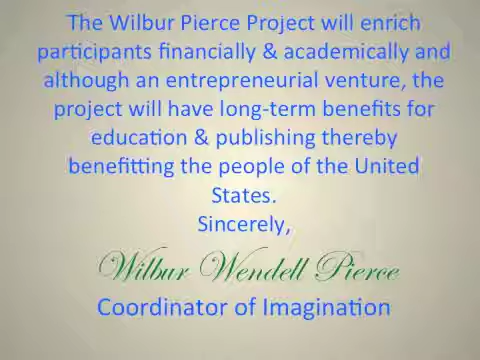 The Wilbur Pierce Project will enrich
participants financially & academically and
although an entrepreneurial venture, the
project will have long-term benefits for
education & publishing thereby
benefitting the people of the United
States.
Sincerely,
Wilbur Wendell Pierce
Coordinator of Imagination